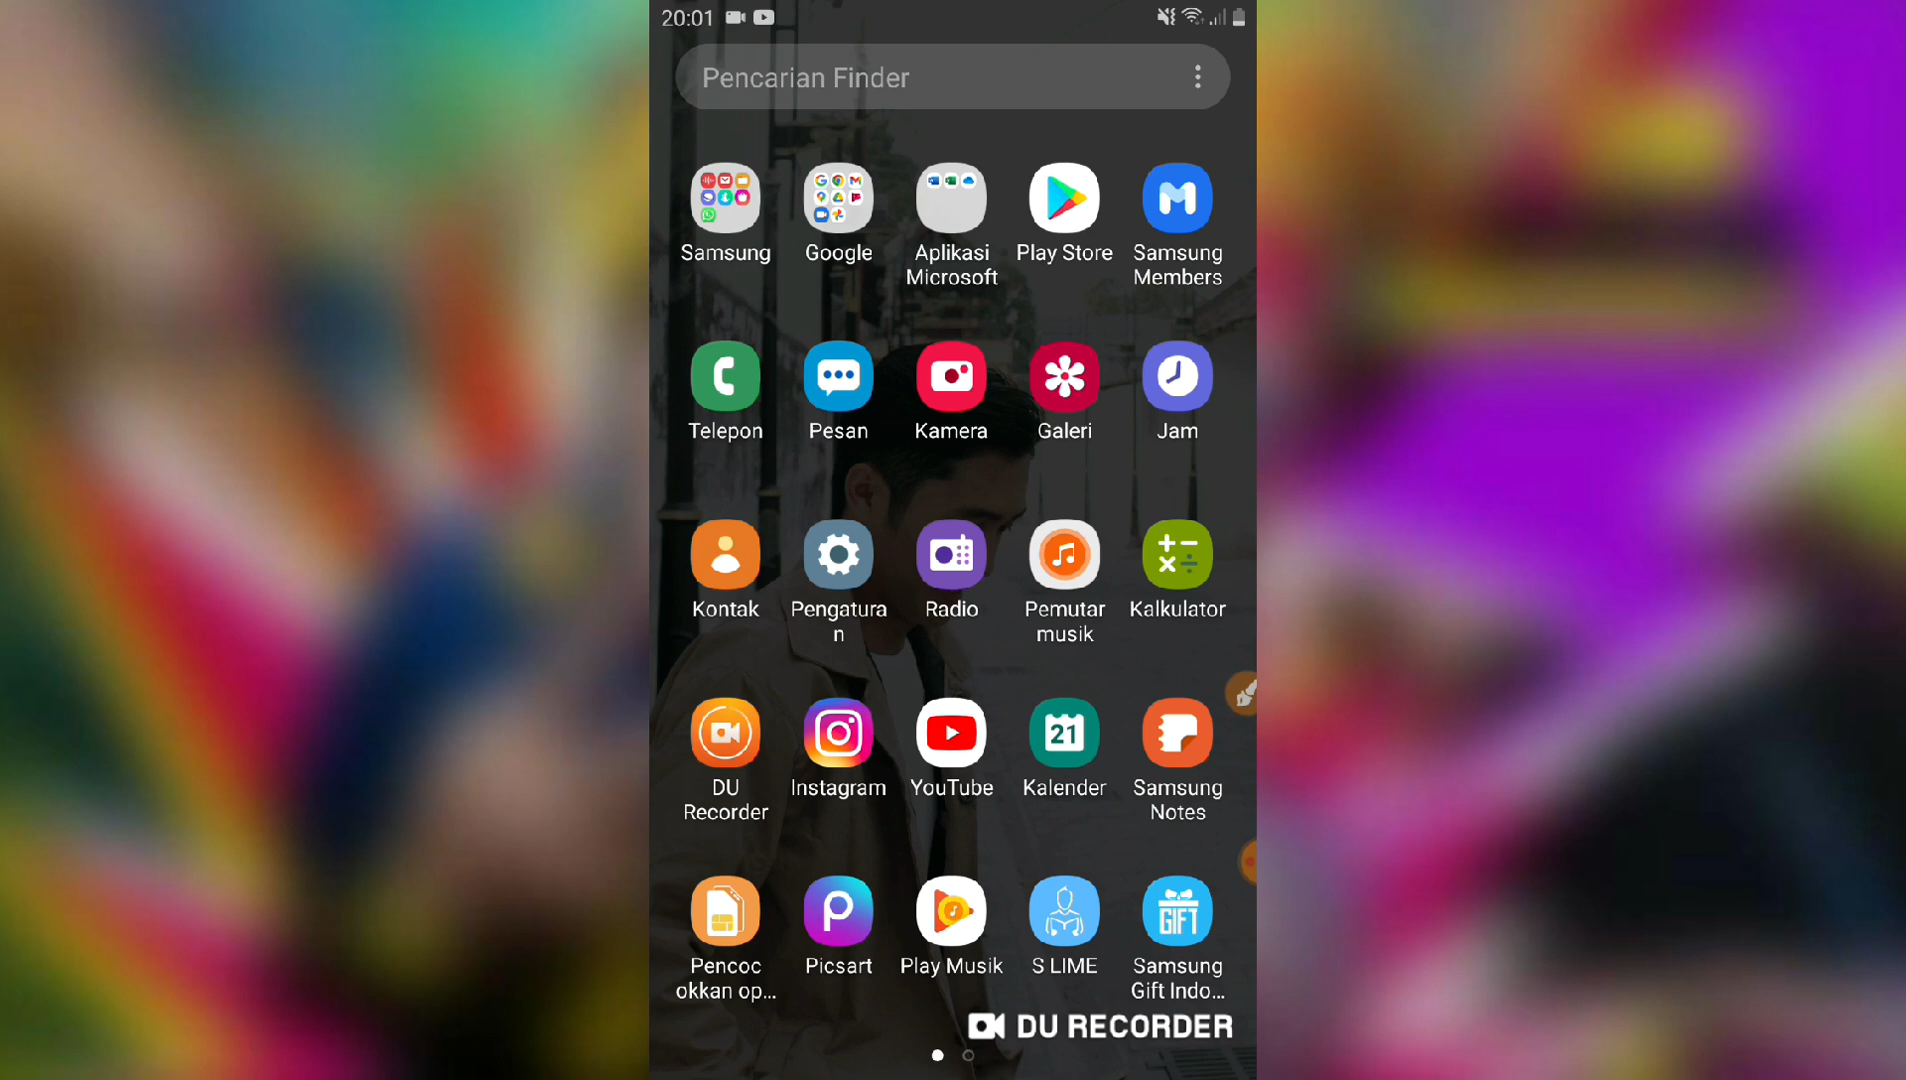 20:01
Pencarian Finder
Samsung
Google
Aplikasi
Microsoft
Play Store
Samsung
Members
Telepon
Pesan
Kamera
Galeri
Jam
Kontak
Pengatura
n
Radio
Pemutar
musik
Kalkulator
DU
Recorder
Instagram
YouTube
21
Kalender
Samsung
Notes
Pencoc
okkan op...
Picsart
Play Musik
S LIME
GIFT
Samsung
Gift Indo...
DU RECORDER